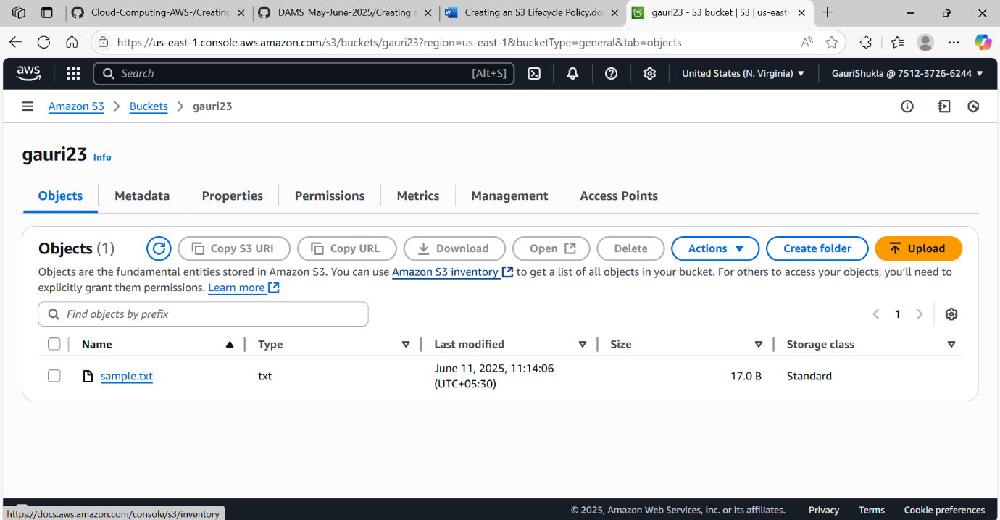 Cloud-Computing-AWS-/Creating
DAMS_May-June-2025/Creating a
Creating an S3 Lifecycle Policy.do
gauri23 - S3 bucket | S3 | us-east-
https://us-east-1.console.aws.amazon.com/s3/buckets/gauri23?region=us-east-1&bucketType=general&tab=objects
aws
Search
[Alt+S]
United States (N. Virginia)
GauriShukla @ 7512-3726-6244
Amazon S3
Buckets
gauri23
gauri23 Info
Objects
Metadata
Properties
Permissions
Metrics
Management
Access Points
Objects (1)
Copy S3 URI
Copy URL
Download
Open
Delete
Actions
Create folder
Upload
Objects are the fundamental entities stored in Amazon S3. You can use Amazon S3 inventory to get a list of all objects in your bucket. For others to access your objects, you'll need to
explicitly grant them permissions. Learn more
Find objects by prefix
1
Name
Type
Last modified
Size
Storage class
sample.txt
txt
June 11, 2025, 11:14:06
(UTC+05:30)
17.0 B
Standard
© 2025, Amazon Web Services, Inc. or its affiliates.
Privacy
Terms
Cookie preferences
https://docs.aws.amazon.com/console/s3/inventory